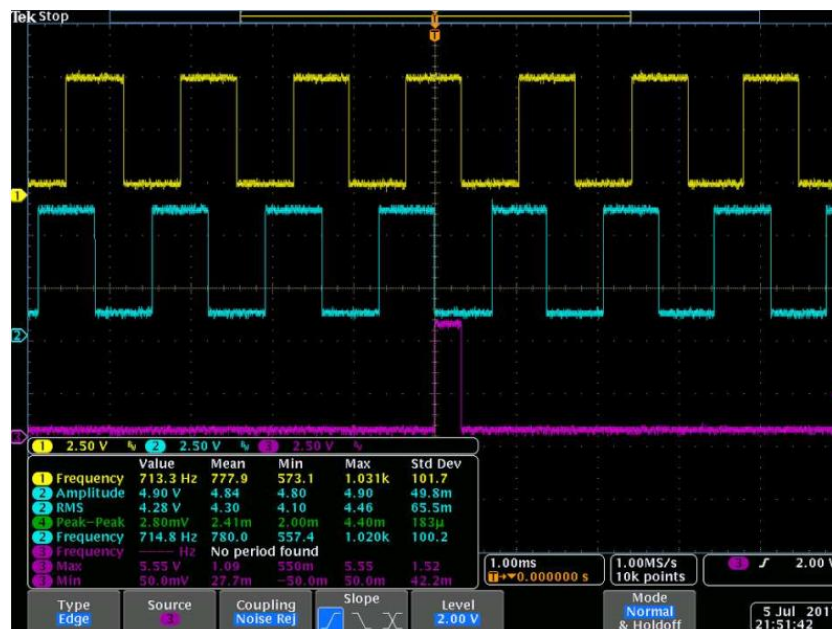 Tek Stop
T
T
1
2
3
1 2.50 V 2 2.50 V 3 2.50 V
Value Mean Min Max Std Dev
1 Frequency 713.3 Hz 777.9 573.1 1.031k 101.7
2 Amplitude 4.90 V 4.84 4.80 4.90 49.8m
2 RMS 4.28 V 4.30 4.10 4.46 65.5m
4 Peak-Peak 2.80mV 2.41m 2.00m 4.40m 183µ
2 Frequency 714.8 Hz 780.0 557.4 1.020k 100.2
3 Frequency Hz No period found
3 Max 5.55 V 1.09 550m 5.55 1.52
3 Min 50.0mV 27.7m -50.0m 50.0m 42.2m
1.00ms
T→▼0.000000 s
1.00MS/s
10k points
3 2.00 V
Type
Edge
Source
3
Coupling
Noise Rej
Slope
Level
2.00 V
Mode
Normal
& Holdoff
5 Jul 201
21:51:42